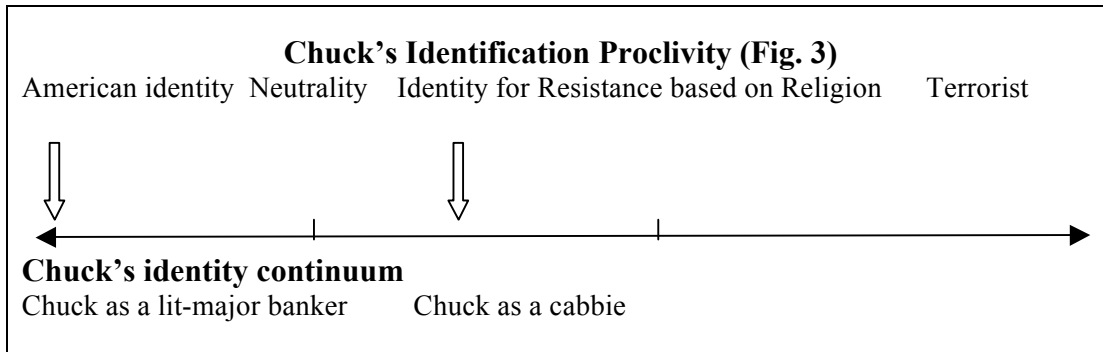 Chuck’s Identification Proclivity (Fig. 3)
American identity Neutrality Identity for Resistance based on Religion Terrorist
Chuck’s identity continuum
Chuck as a lit-major banker Chuck as a cabbie